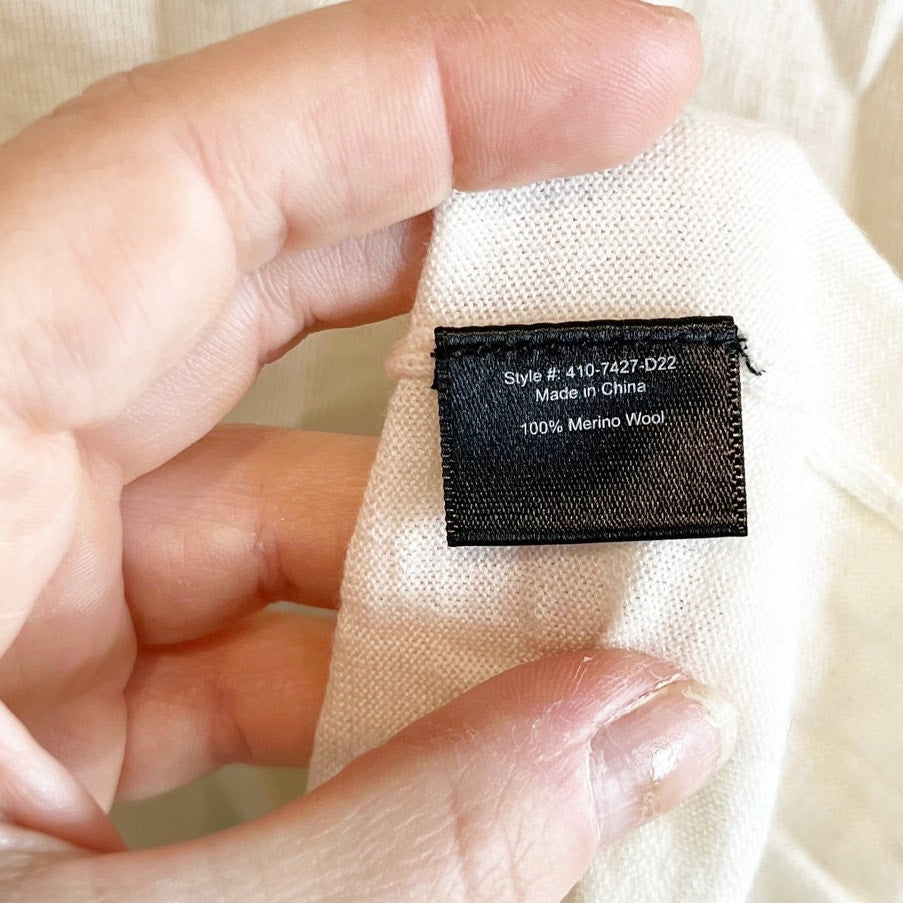 Style #: 410-7427-D22
Made in China
100% Merino Wool